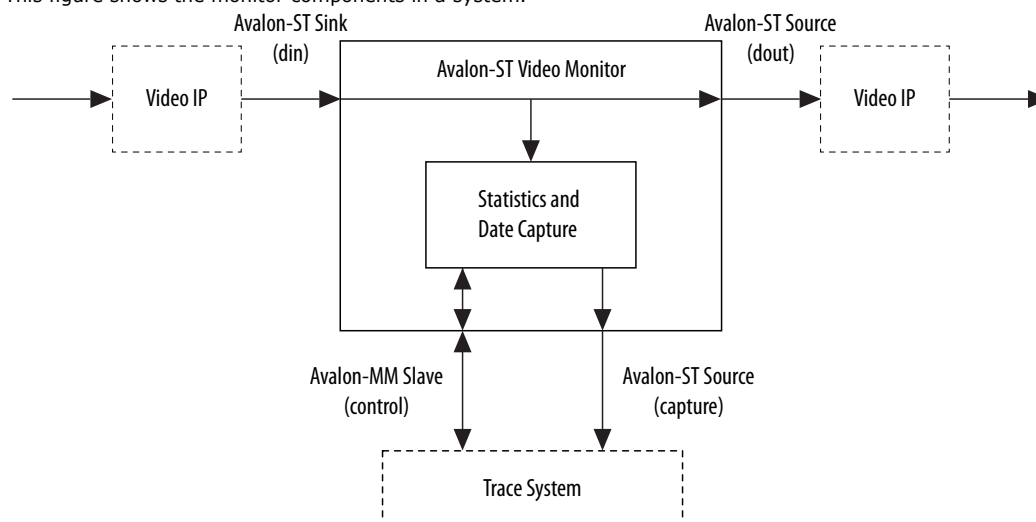 This figure shows the monitor components in a system.
Avalon-ST Sink
(din)
Avalon-ST Source
(dout)
Avalon-ST Video Monitor
Video IP
Video IP
Statistics and
Date Capture
Avalon-MM Slave
(control)
Avalon-ST Source
(capture)
Trace System